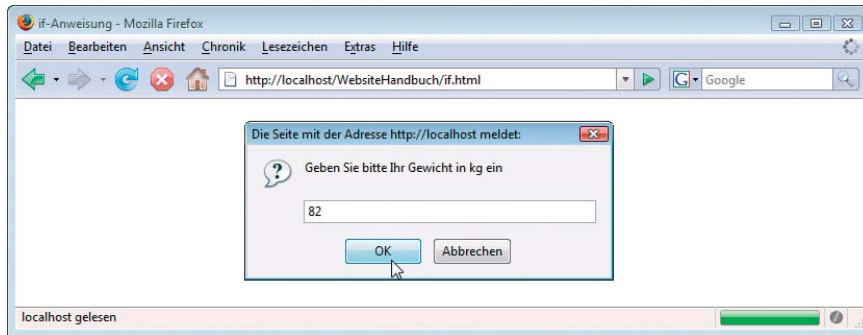 if-Anweisung - Mozilla Firefox
Datei Bearbeiten Ansicht Chronik Lesezeichen Extras Hilfe
http://localhost/WebsiteHandbuch/if.html
G Google
Die Seite mit der Adresse http://localhost meldet:
?
Geben Sie bitte Ihr Gewicht in kg ein
82
OK Abbrechen
localhost gelesen